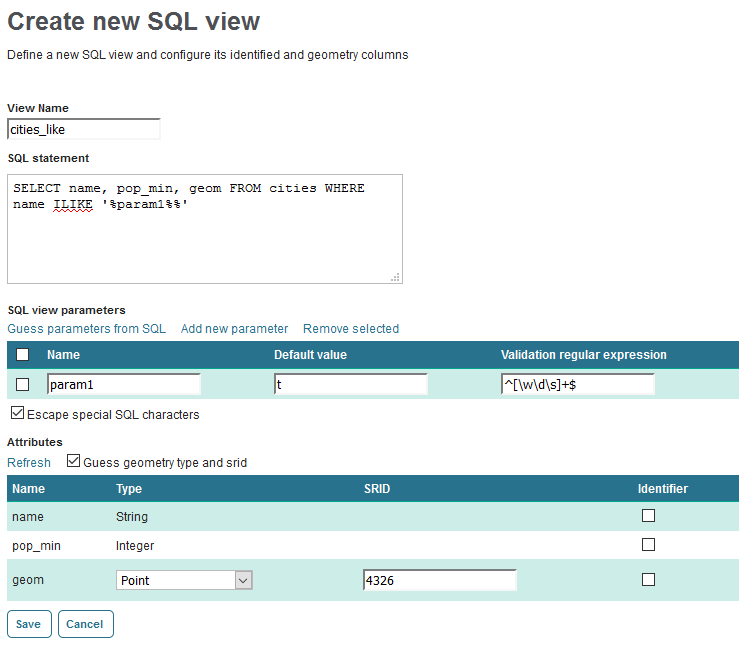 Create new SQL view
Define a new SQL view and configure its identified and geometry columns
View Name
cities_like
SQL statement
SELECT name, pop_min, geom FROM cities WHERE
name ILIKE '%param1%%'
SQL view parameters
Guess parameters from SQL Add new parameter Remove selected
Name Default value Validation regular expression
param1 t ^[\w\d\s]+$
Escape special SQL characters
Attributes
Refresh Guess geometry type and srid
Name Type SRID Identifier
name String
pop_min Integer
geom Point 4326
Save Cancel